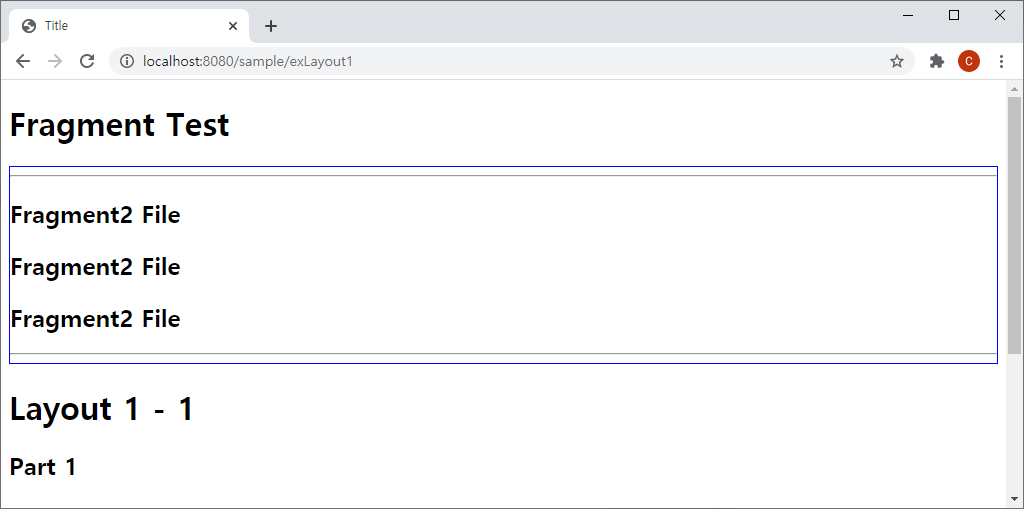 Title
localhost:8080/sample/exLayout1
C
Fragment Test
Fragment2 File
Fragment2 File
Fragment2 File
Layout 1 - 1
Part 1